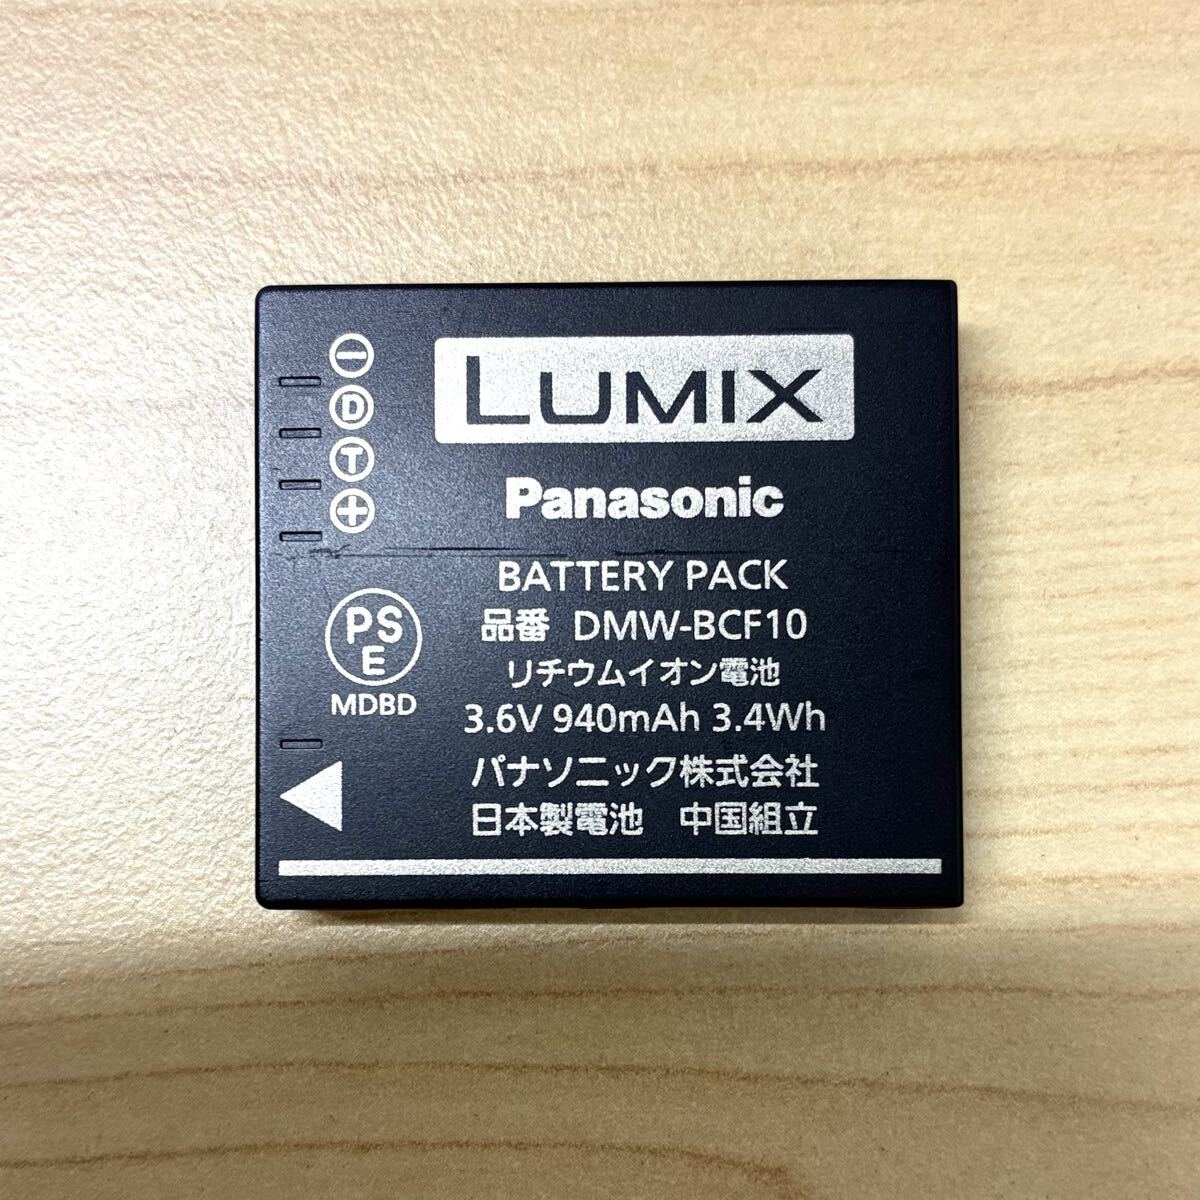 LUMIX
Panasonic
BATTERY PACK
品番 DMW-BCF10
リチウムイオン電池
3.6V 940mAh 3.4Wh
パナソニック株式会社
日本製電池 中国組立
−
D
T
+
PS
E
MDBD